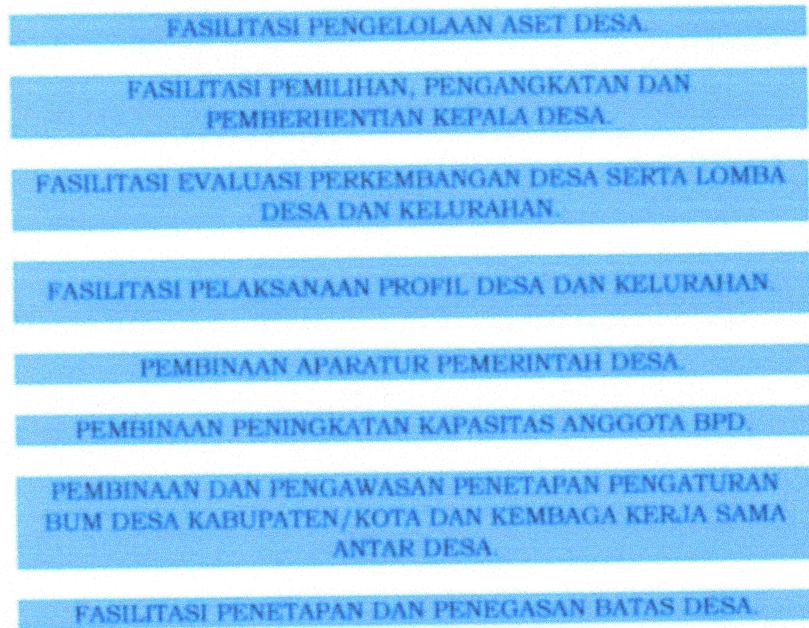 FASILITASI PENGELOLAAN ASET DESA.
FASILITASI PEMILIHAN, PENGANGKATAN DAN
PEMBERHENTIAN KEPALA DESA.
FASILITASI EVALUASI PERKEMBANGAN DESA SERTA LOMBA
DESA DAN KELURAHAN.
FASILITASI PELAKSANAAN PROFIL DESA DAN KELURAHAN.
PEMBINAAN APARATUR PEMERINTAH DESA.
PEMBINAAN PENINGKATAN KAPASITAS ANGGOTA BPD.
PEMBINAAN DAN PENGAWASAN PENETAPAN PENGATURAN
BUM DESA KABUPATEN/KOTA DAN KEMBAGA KERJA SAMA
ANTAR DESA.
FASILITASI PENETAPAN DAN PENEGASAN BATAS DESA.